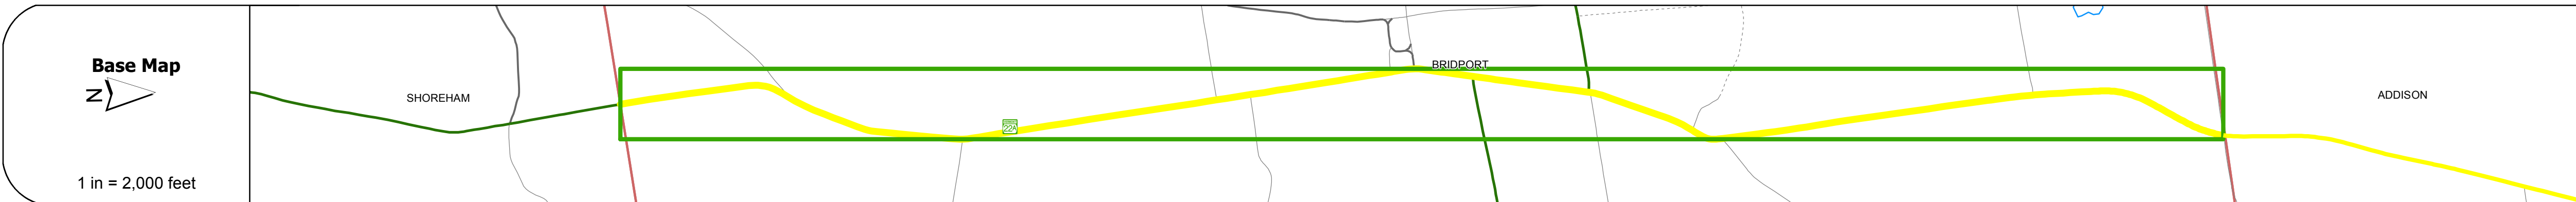 Base Map
N
1 in = 2,000 feet
SHOREHAM
22A
BRIDPORT
ADDISON